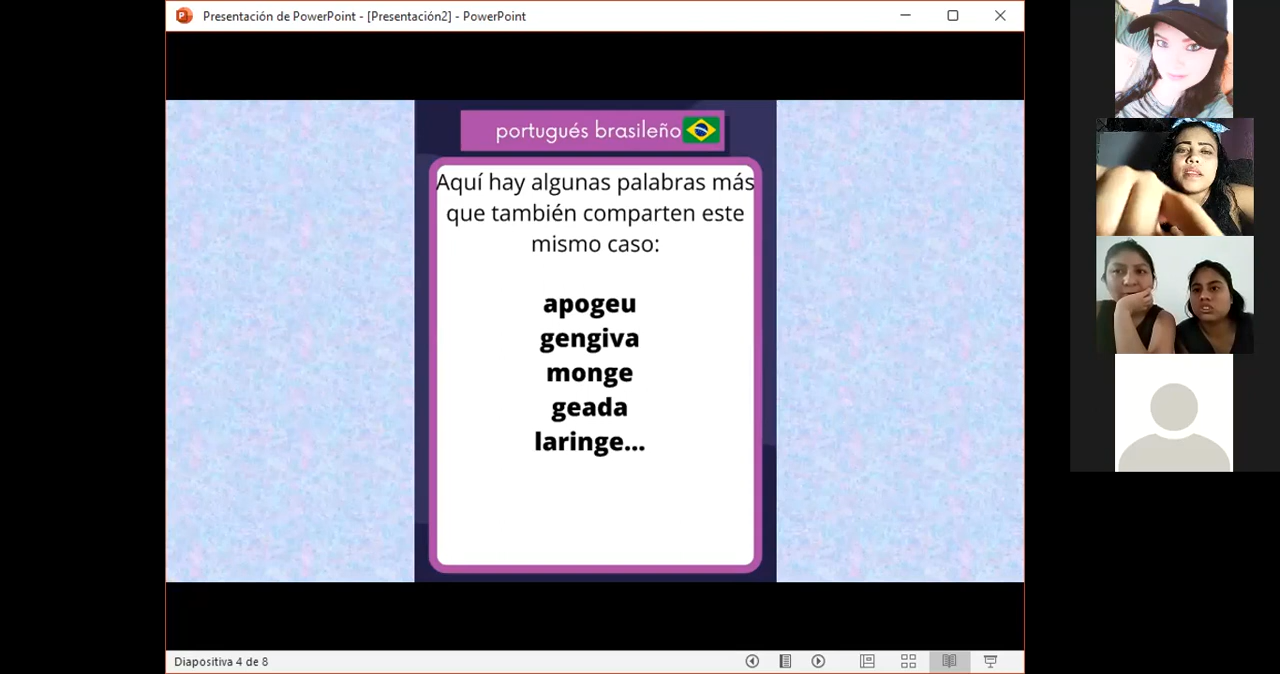 Presentación de PowerPoint - [Presentación2] - PowerPoint
portugués brasileño
Aquí hay algunas palabras más
que también comparten este
mismo caso:
apogeu
gengiva
monge
geada
laringe...
Diapositiva 4 de 8